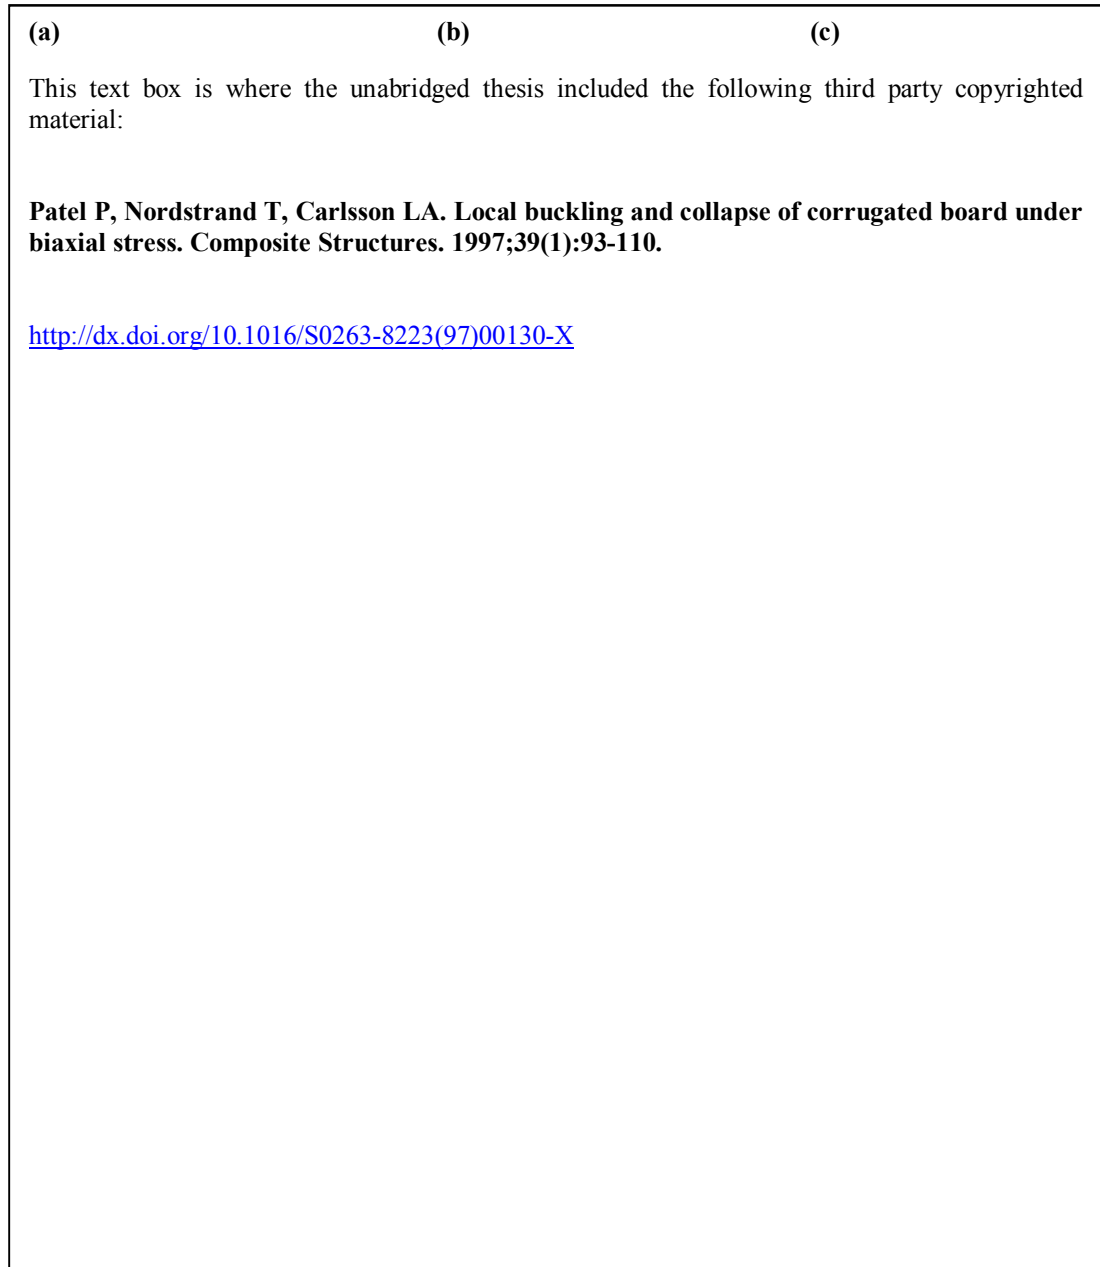 (a) (b) (c)
This text box is where the unabridged thesis included the following third party copyrighted
material:
Patel P, Nordstrand T, Carlsson LA. Local buckling and collapse of corrugated board under
biaxial stress. Composite Structures. 1997;39(1):93-110.
http://dx.doi.org/10.1016/S0263-8223(97)00130-X